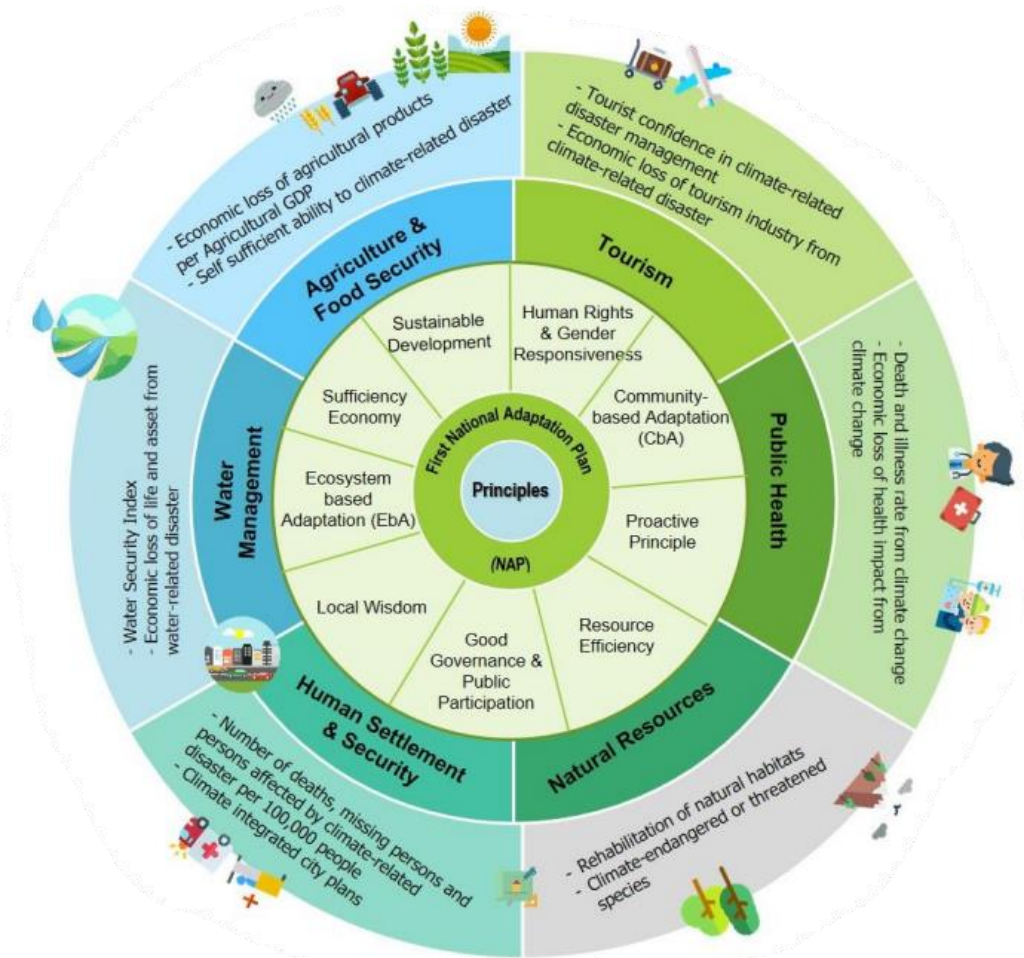 - Economic loss of agricultural products
per Agricultural GDP
- Self sufficient ability to climate-related disaster
- Tourist confidence in climate-related
disaster management
- Economic loss of tourism industry from
climate-related disaster
- Death and illness rate from climate change
- Economic loss of health impact from
climate change
- Rehabilitation of natural habitats
- Climate-endangered or threatened
species
- Number of deaths, missing persons and
persons affected by climate-related
disaster per 100,000 people
- Climate integrated city plans
- Water Security Index
- Economic loss of life and asset from
water-related disaster
Agriculture &
Food Security
Tourism
Public Health
Natural Resources
Human Settlement
& Security
Water
Management
Sustainable
Development
Human Rights
& Gender
Responsiveness
Community-
based Adaptation
(CbA)
Proactive
Principle
Resource
Efficiency
Good
Governance &
Public
Participation
Local Wisdom
Ecosystem
based
Adaptation (EbA)
Sufficiency
Economy
First National Adaptation Plan
(NAP)
Principles